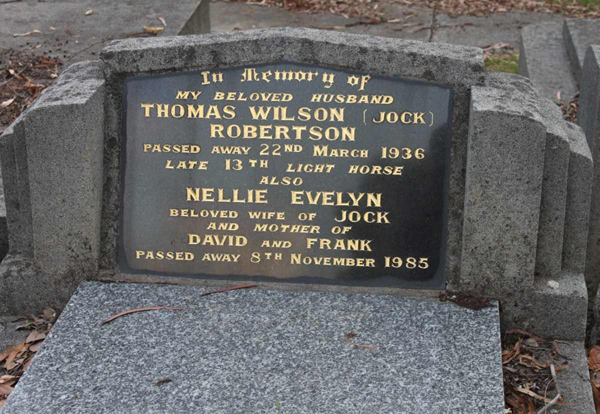 In Memory of
MY BELOVED HUSBAND
THOMAS WILSON (JOCK)
ROBERTSON
PASSED AWAY 22ND MARCH 1936
LATE 13TH LIGHT HORSE
ALSO
NELLIE EVELYN
BELOVED WIFE OF JOCK
AND MOTHER OF
DAVID AND FRANK
PASSED AWAY 8TH NOVEMBER 1985